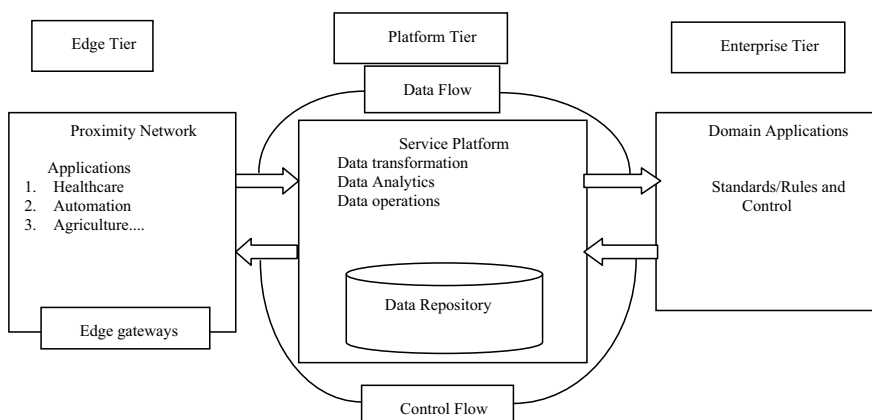 Edge Tier
Platform Tier
Enterprise Tier
Data Flow
Proximity Network
Applications
1. Healthcare
2. Automation
3. Agriculture....
Edge gateways
Service Platform
Data transformation
Data Analytics
Data operations
Data Repository
Domain Applications
Standards/Rules and
Control
Control Flow